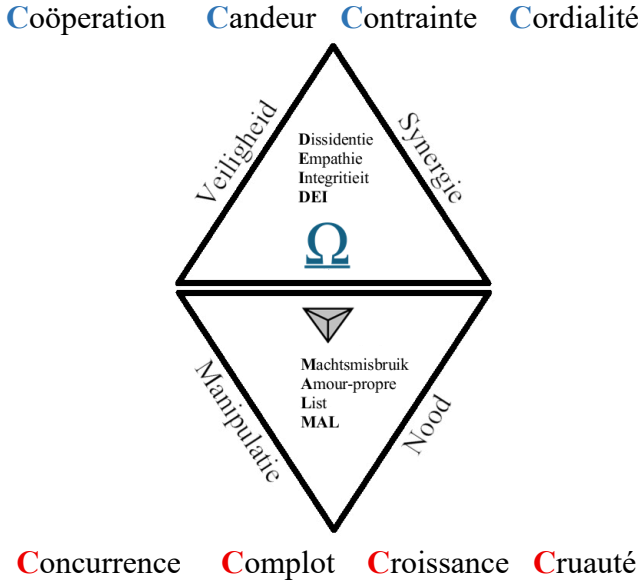 Coöperation Candeur Contrainte Cordialité
Veiligheid
Synergie
Dissidentie
Empathie
Integritieit
DEI
Ω
Machtsmisbruik
Amour-propre
List
MAL
Manipulatie
Nood
Concurrence Complot Croissance Cruauté